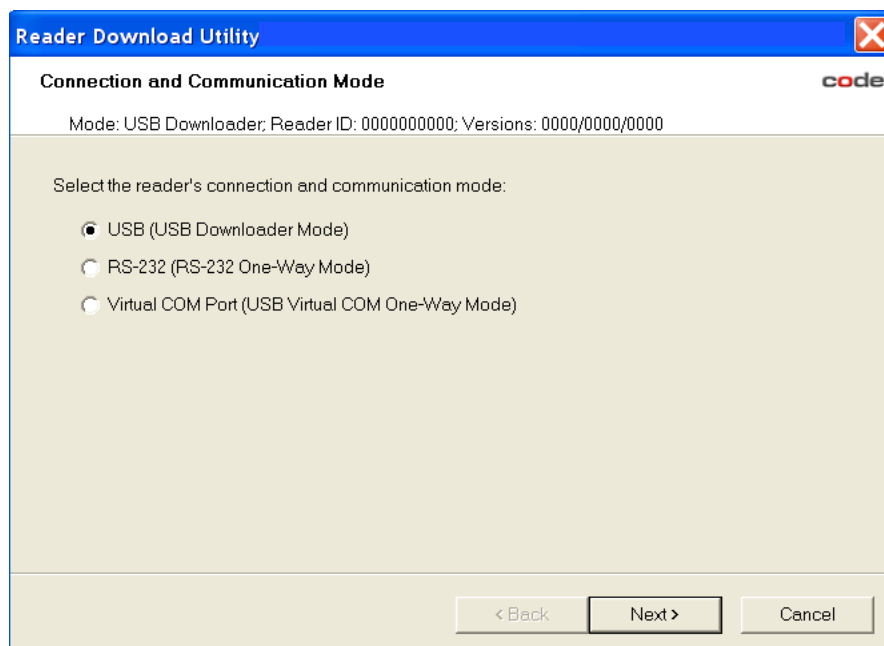 Reader Download Utility
Connection and Communication Mode
code
Mode: USB Downloader; Reader ID: 0000000000; Versions: 0000/0000/0000
Select the reader's connection and communication mode:
USB (USB Downloader Mode)
RS-232 (RS-232 One-Way Mode)
Virtual COM Port (USB Virtual COM One-Way Mode)
< Back Next > Cancel